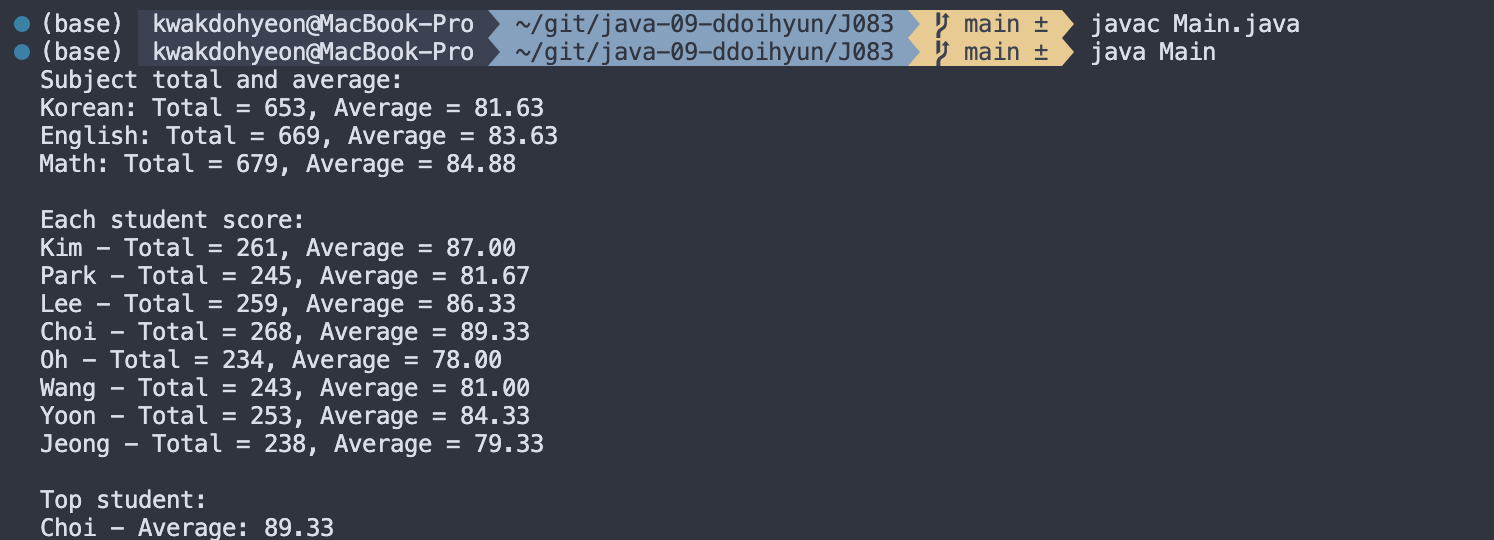 (base) kwakdohyeon@MacBook-Pro ~/git/java-09-ddoihyun/J083 main ± javac Main.java
(base) kwakdohyeon@MacBook-Pro ~/git/java-09-ddoihyun/J083 main ± java Main
Subject total and average:
Korean: Total = 653, Average = 81.63
English: Total = 669, Average = 83.63
Math: Total = 679, Average = 84.88
Each student score:
Kim - Total = 261, Average = 87.00
Park - Total = 245, Average = 81.67
Lee - Total = 259, Average = 86.33
Choi - Total = 268, Average = 89.33
Oh - Total = 234, Average = 78.00
Wang - Total = 243, Average = 81.00
Yoon - Total = 253, Average = 84.33
Jeong - Total = 238, Average = 79.33
Top student:
Choi - Average: 89.33